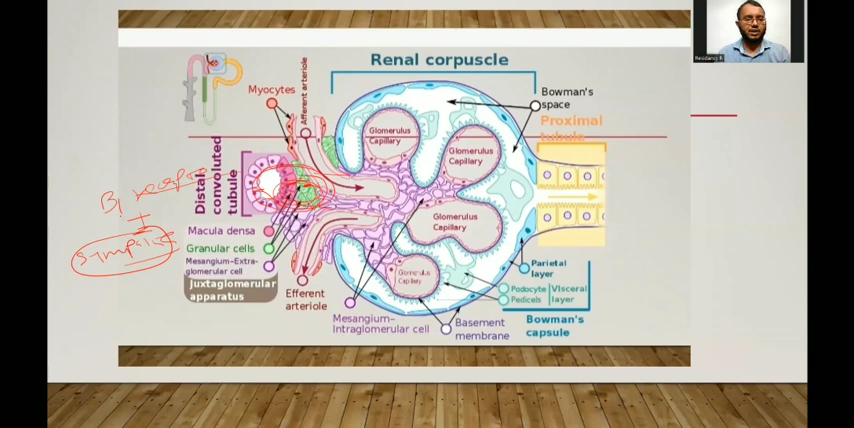 Renal corpuscle
Myocytes
Afferent arteriole
Bowman's
space
Proximal
tubule
Glomerulus
Capillary
Glomerulus
Capillary
Glomerulus
Capillary
Glomerulus
Capillary
Distal
convoluted
tubule
B1 receptor
+
Macula densa
Granular cells
Mesangium-Extra-
glomerular cell
Juxtaglomerular
apparatus
Efferent
arteriole
Mesangium–
Intraglomerular cell
Basement
membrane
Parietal
layer
Podocyte
Pedicels
Visceral
layer
Bowman's
capsule